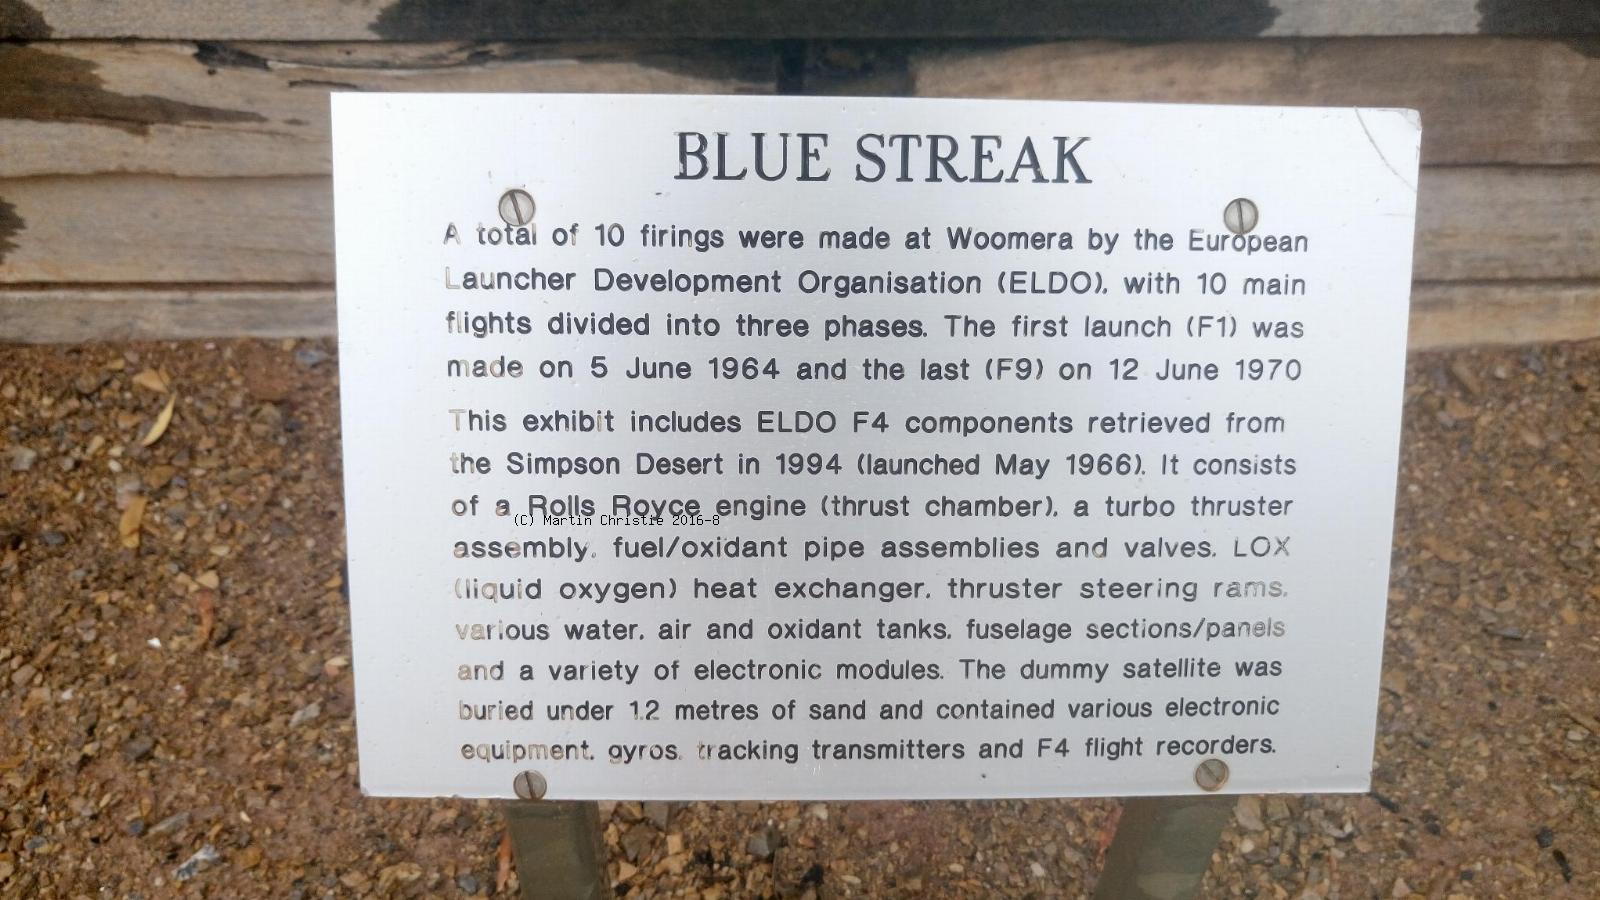 BLUE STREAK
A total of 10 firings were made at Woomera by the European
Launcher Development Organisation (ELDO), with 10 main
flights divided into three phases. The first launch (F1) was
made on 5 June 1964 and the last (F9) on 12 June 1970
This exhibit includes ELDO F4 components retrieved from
the Simpson Desert in 1994 (launched May 1966). It consists
of a Rolls Royce engine (thrust chamber), a turbo thruster
(C) Martin Christie 2016-8
assembly, fuel/oxidant pipe assemblies and valves, LOX
(liquid oxygen) heat exchanger, thruster steering rams,
various water, air and oxidant tanks, fuselage sections/panels
and a variety of electronic modules. The dummy satellite was
buried under 1.2 metres of sand and contained various electronic
equipment, gyros, tracking transmitters and F4 flight recorders.